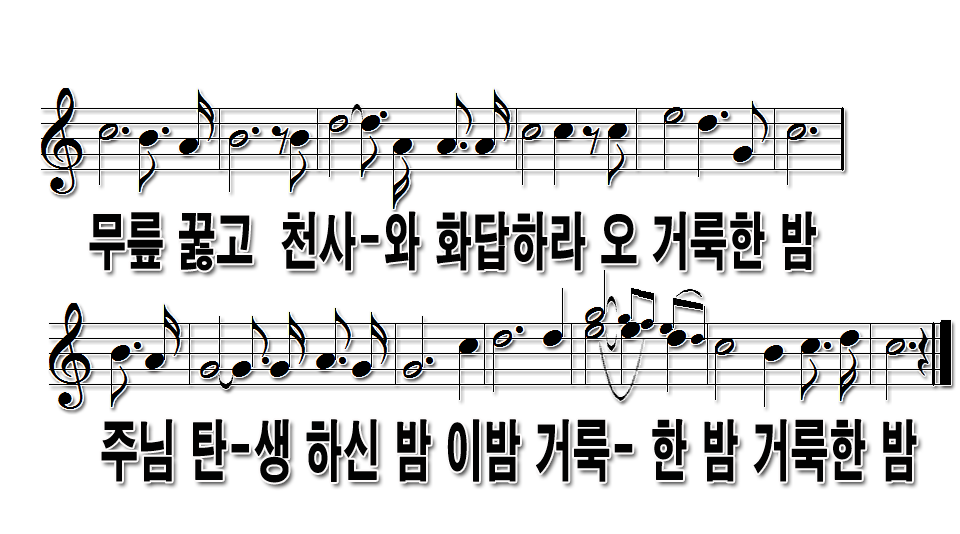 무릎 꿇고 천사-와 화답하라 오 거룩한 밤
주님 탄-생 하신 밤 이밤 거룩- 한 밤 거룩한 밤